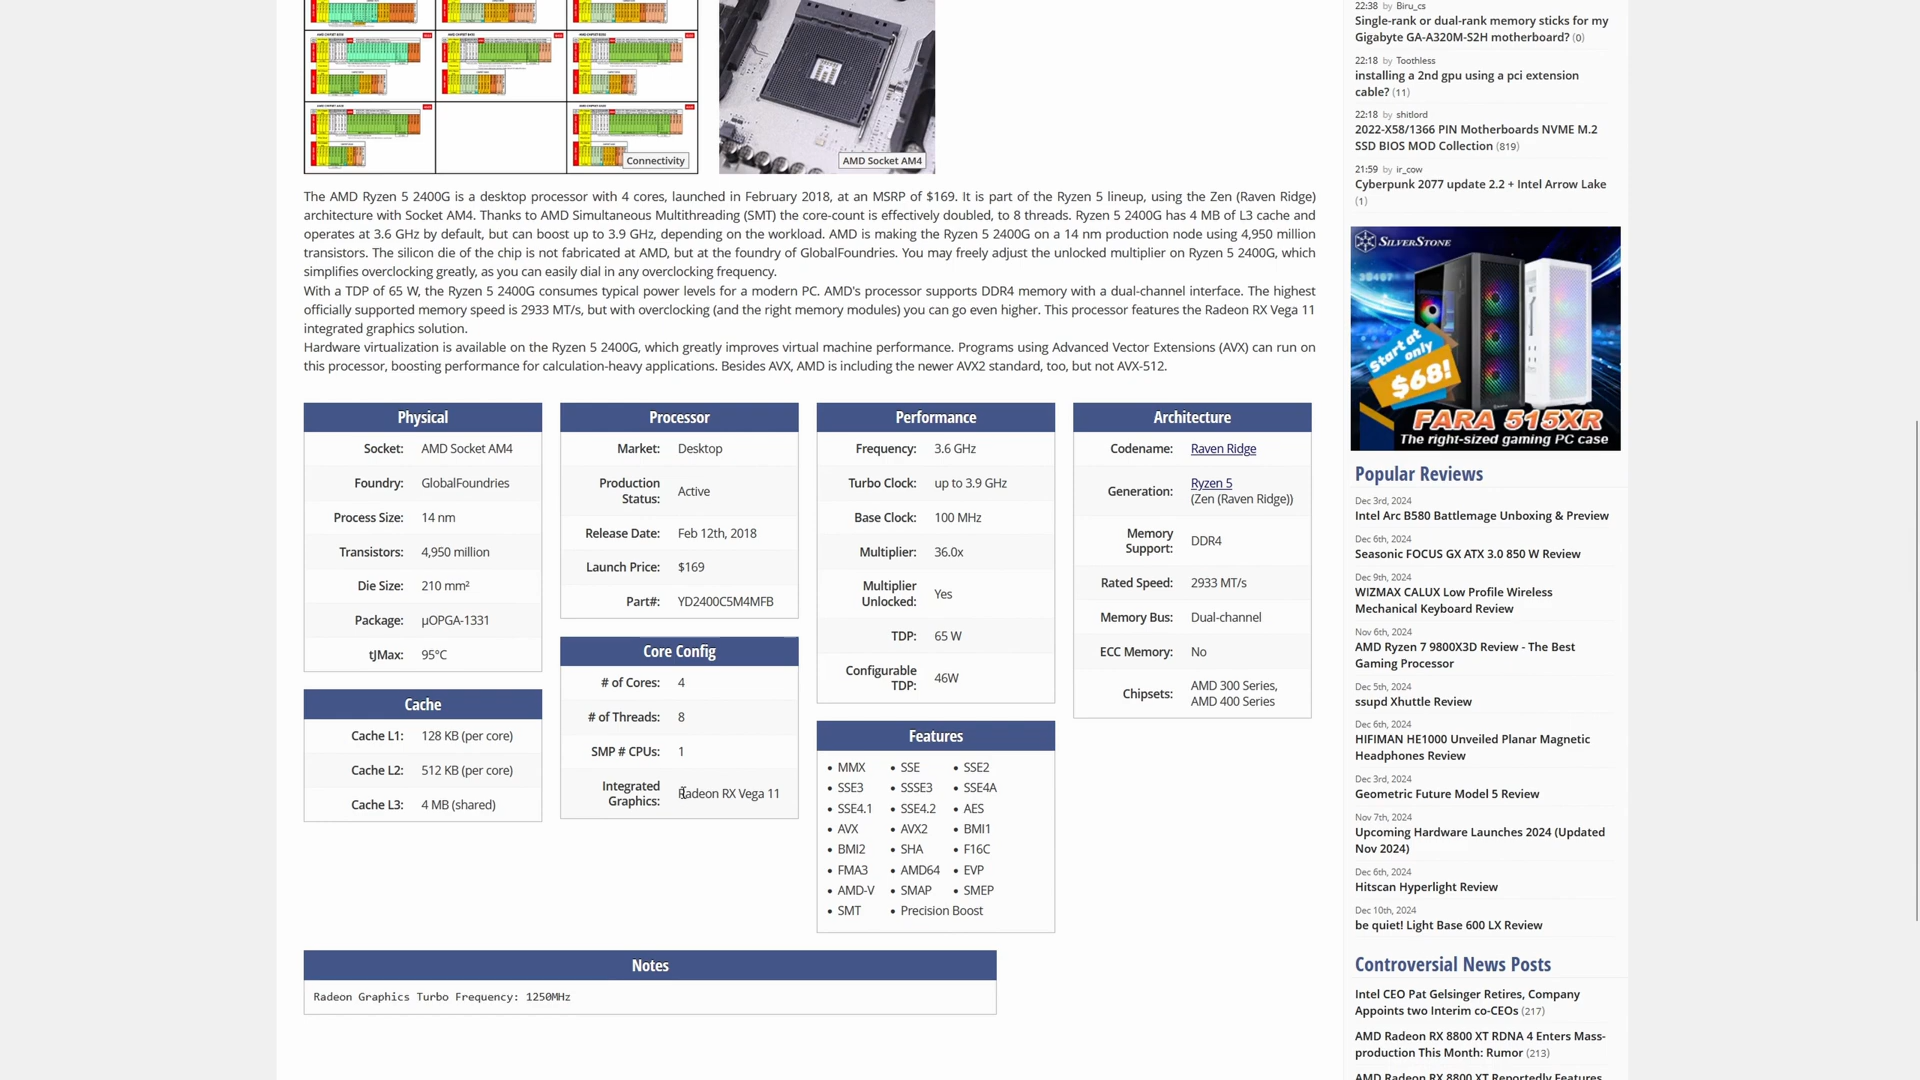 Connectivity
AMD Socket AM4
The AMD Ryzen 5 2400G is a desktop processor with 4 cores, launched in February 2018, at an MSRP of $169. It is part of the Ryzen 5 lineup, using the Zen (Raven Ridge)
architecture with Socket AM4. Thanks to AMD Simultaneous Multithreading (SMT) the core-count is effectively doubled, to 8 threads. Ryzen 5 2400G has 4 MB of L3 cache and
operates at 3.6 GHz by default, but can boost up to 3.9 GHz, depending on the workload. AMD is making the Ryzen 5 2400G on a 14 nm production node using 4,950 million
transistors. The silicon die of the chip is not fabricated at AMD, but at the foundry of GlobalFoundries. You may freely adjust the unlocked multiplier on Ryzen 5 2400G, which
simplifies overclocking greatly, as you can easily dial in any overclocking frequency.
With a TDP of 65 W, the Ryzen 5 2400G consumes typical power levels for a modern PC. AMD's processor supports DDR4 memory with a dual-channel interface. The highest
officially supported memory speed is 2933 MT/s, but with overclocking (and the right memory modules) you can go even higher. This processor features the Radeon RX Vega 11
integrated graphics solution.
Hardware virtualization is available on the Ryzen 5 2400G, which greatly improves virtual machine performance. Programs using Advanced Vector Extensions (AVX) can run on
this processor, boosting performance for calculation-heavy applications. Besides AVX, AMD is including the newer AVX2 standard, too, but not AVX-512.
Physical
Socket: AMD Socket AM4
Foundry: GlobalFoundries
Process Size: 14 nm
Transistors: 4,950 million
Die Size: 210 mm²
Package: µOPGA-1331
tJMax: 95°C
Cache
Cache L1: 128 KB (per core)
Cache L2: 512 KB (per core)
Cache L3: 4 MB (shared)
Processor
Market: Desktop
Production
Status: Active
Release Date: Feb 12th, 2018
Launch Price: $169
Part#: YD2400C5M4MFB
Core Config
# of Cores: 4
# of Threads: 8
SMP # CPUs: 1
Integrated
Graphics: Radeon RX Vega 11
Performance
Frequency: 3.6 GHz
Turbo Clock: up to 3.9 GHz
Base Clock: 100 MHz
Multiplier: 36.0x
Multiplier
Unlocked: Yes
TDP: 65 W
Configurable
TDP: 46W
Features
• MMX • SSE • SSE2
• SSE3 • SSSE3 • SSE4A
• SSE4.1 • SSE4.2 • AES
• AVX • AVX2 • BMI1
• BMI2 • SHA • F16C
• FMA3 • AMD64 • EVP
• AMD-V • SMAP • SMEP
• SMT • Precision Boost
Architecture
Codename: Raven Ridge
Generation: Ryzen 5
(Zen (Raven Ridge))
Memory
Support: DDR4
Rated Speed: 2933 MT/s
Memory Bus: Dual-channel
ECC Memory: No
Chipsets: AMD 300 Series,
AMD 400 Series
Notes
Radeon Graphics Turbo Frequency: 1250MHz
22:38 by Biru_cs
Single-rank or dual-rank memory sticks for my
Gigabyte GA-A320M-S2H motherboard? (0)
22:18 by Toothless
installing a 2nd gpu using a pci extension
cable? (11)
22:18 by shitlord
2022-X58/1366 PIN Motherboards NVME M.2
SSD BIOS MOD Collection (819)
21:59 by ir_cow
Cyberpunk 2077 update 2.2 + Intel Arrow Lake
(1)
SILVERSTONE
Start at
only
$68!
FARA 515XR
The right-sized gaming PC case
Popular Reviews
Dec 3rd, 2024
Intel Arc B580 Battlemage Unboxing & Preview
Dec 6th, 2024
Seasonic FOCUS GX ATX 3.0 850 W Review
Dec 9th, 2024
WIZMAX CALUX Low Profile Wireless
Mechanical Keyboard Review
Nov 6th, 2024
AMD Ryzen 7 9800X3D Review - The Best
Gaming Processor
Dec 5th, 2024
ssupd Xhuttle Review
Dec 6th, 2024
HIFIMAN HE1000 Unveiled Planar Magnetic
Headphones Review
Dec 3rd, 2024
Geometric Future Model 5 Review
Nov 7th, 2024
Upcoming Hardware Launches 2024 (Updated
Nov 2024)
Dec 6th, 2024
Hitscan Hyperlight Review
Dec 10th, 2024
be quiet! Light Base 600 LX Review
Controversial News Posts
Intel CEO Pat Gelsinger Retires, Company
Appoints two Interim co-CEOs (217)
AMD Radeon RX 8800 XT RDNA 4 Enters Mass-
production This Month: Rumor (213)
AMD Radeon RX 8800 XT Reportedly Features